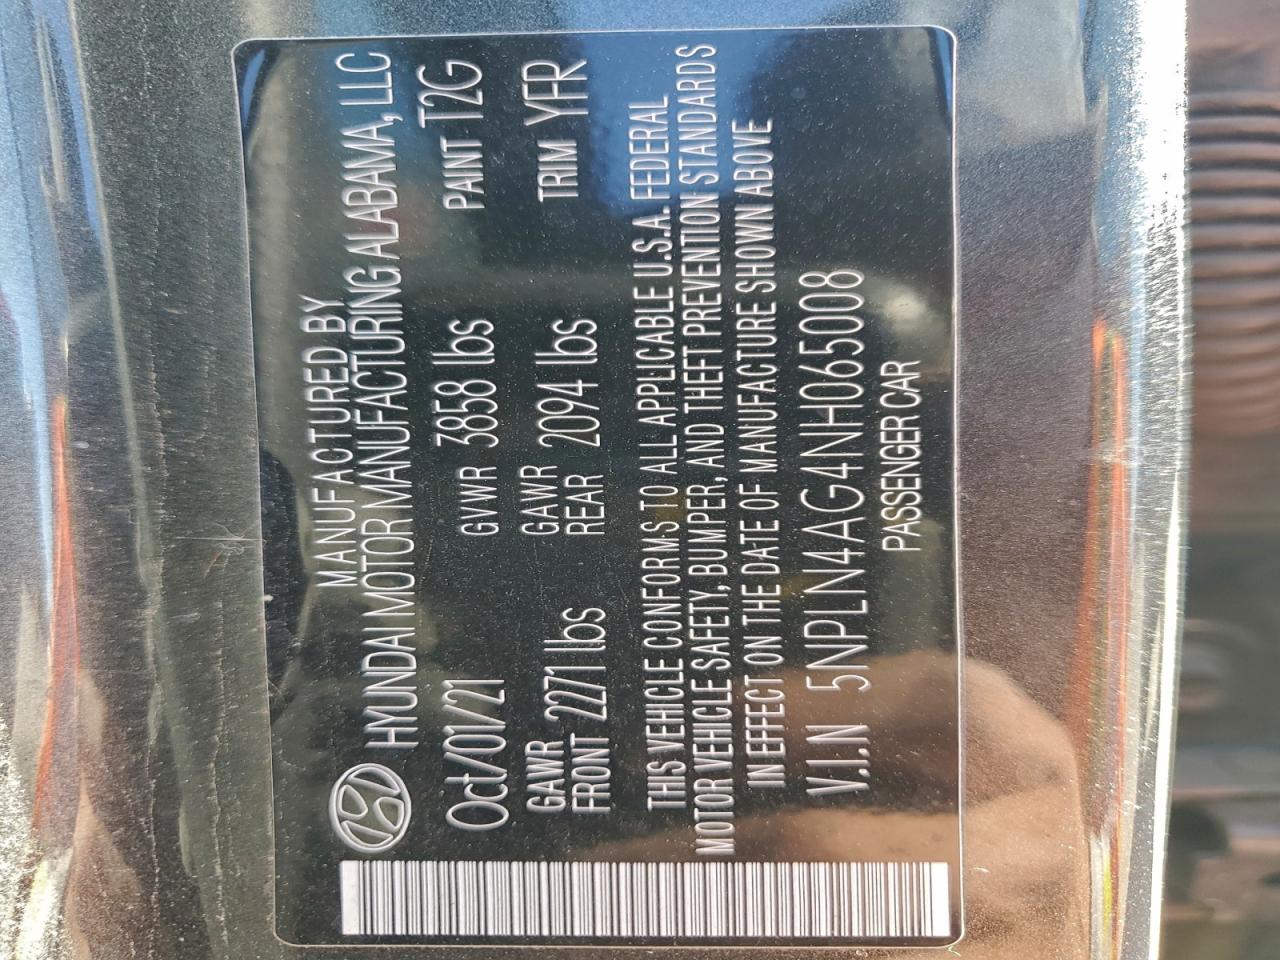 MANUFACTURED BY
HYUNDAI MOTOR MANUFACTURING ALABAMA, LLC
Oct/01/21 GVWR 3858 lbs PAINT T2G
GAWR FRONT 2271 lbs GAWR REAR 2094 lbs TRIM YFR
THIS VEHICLE CONFORMS TO ALL APPLICABLE U.S.A. FEDERAL
MOTOR VEHICLE SAFETY, BUMPER, AND THEFT PREVENTION STANDARDS
IN EFFECT ON THE DATE OF MANUFACTURE SHOWN ABOVE
V.I.N 5NPLN4AG4NH065008
PASSENGER CAR